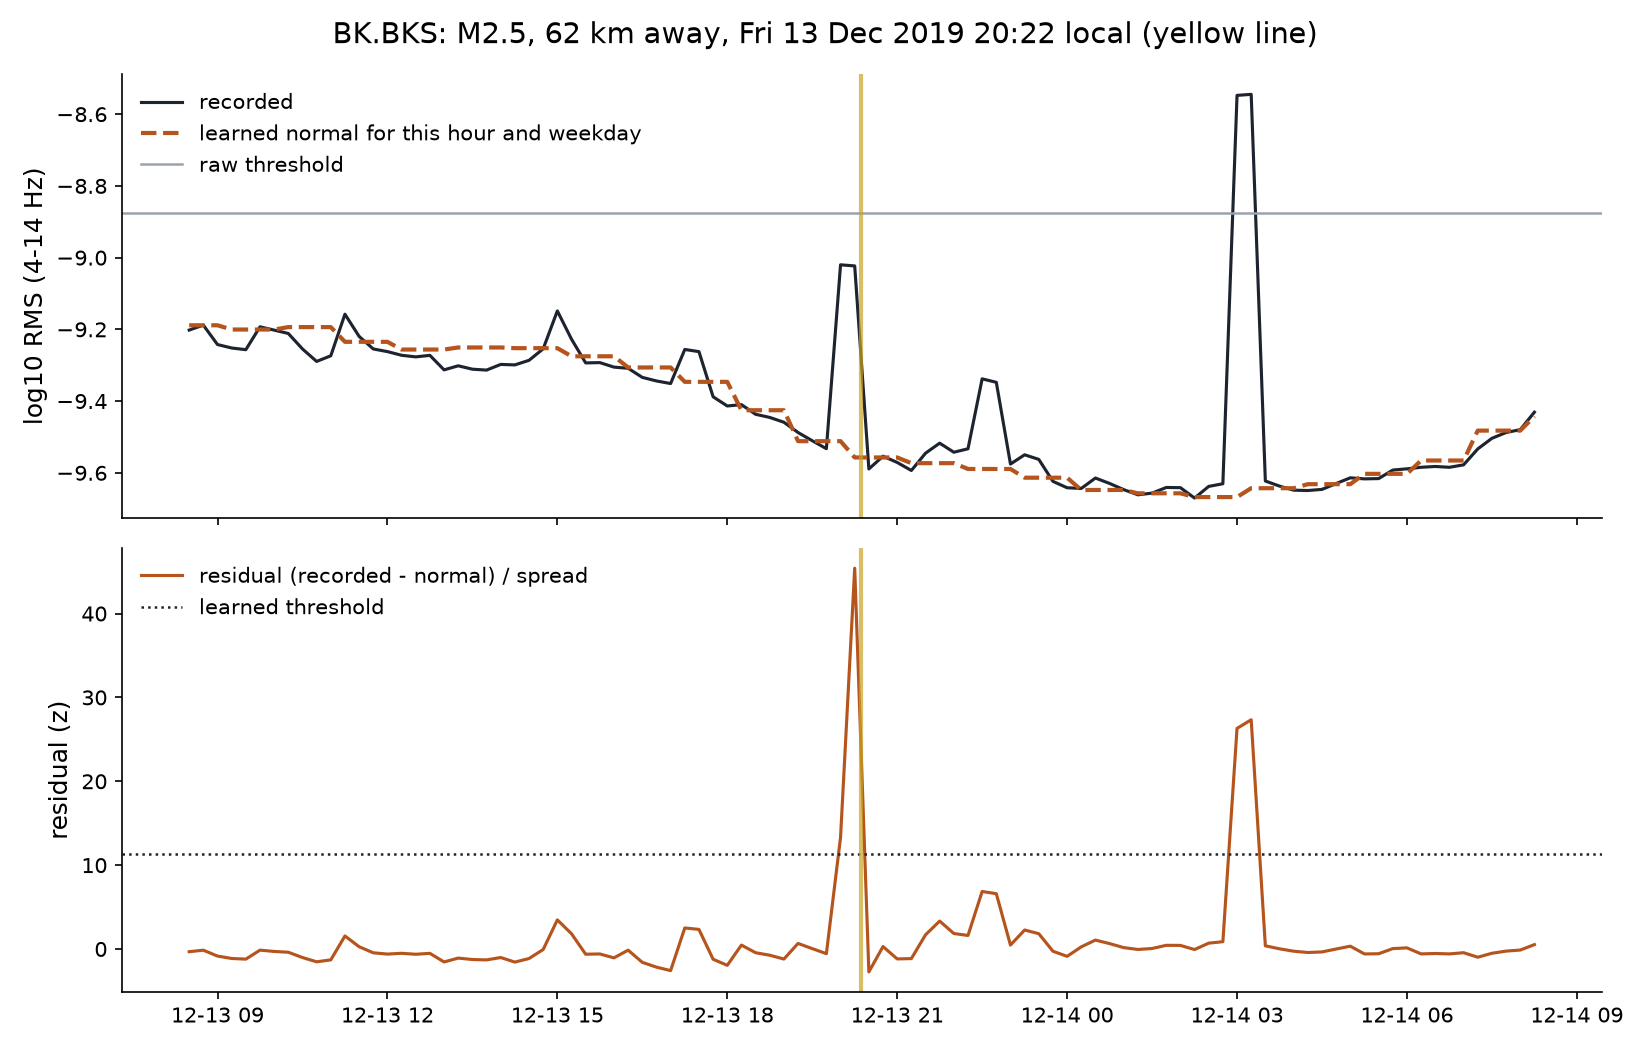 BK.BKS: M2.5, 62 km away, Fri 13 Dec 2019 20:22 local (yellow line)
recorded
learned normal for this hour and weekday
raw threshold
log10 RMS (4-14 Hz)
−8.6
−8.8
−9.0
−9.2
−9.4
−9.6
residual (recorded - normal) / spread
learned threshold
residual (z)
40
30
20
10
0
12-13 09 12-13 12 12-13 15 12-13 18 12-13 21 12-14 00 12-14 03 12-14 06 12-14 09